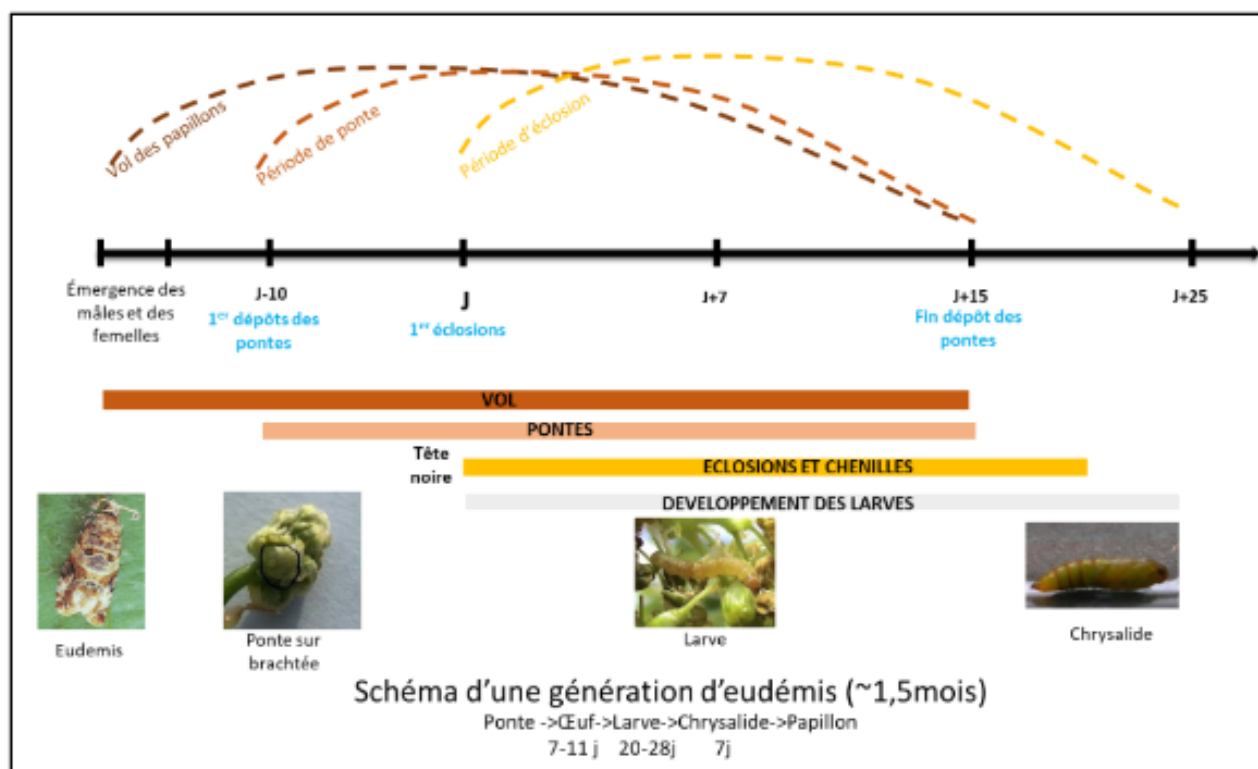 Vol des papillons
Période de ponte
Période d'éclosion
Émergence des
mâles et des
femelles
J-10
1er dépôts des
pontes
J
1er éclosions
J+7
J+15
Fin dépôt des
pontes
J+25
VOL
PONTES
Tête
noire
ECLOSIONS ET CHENILLES
DEVELOPPEMENT DES LARVES
Eudemis
Ponte sur
brachtée
Larve
Chrysalide
Schéma d'une génération d'eudémis (~1,5mois)
Ponte ->Œuf->Larve->Chrysalide->Papillon
7-11 j 20-28j 7j